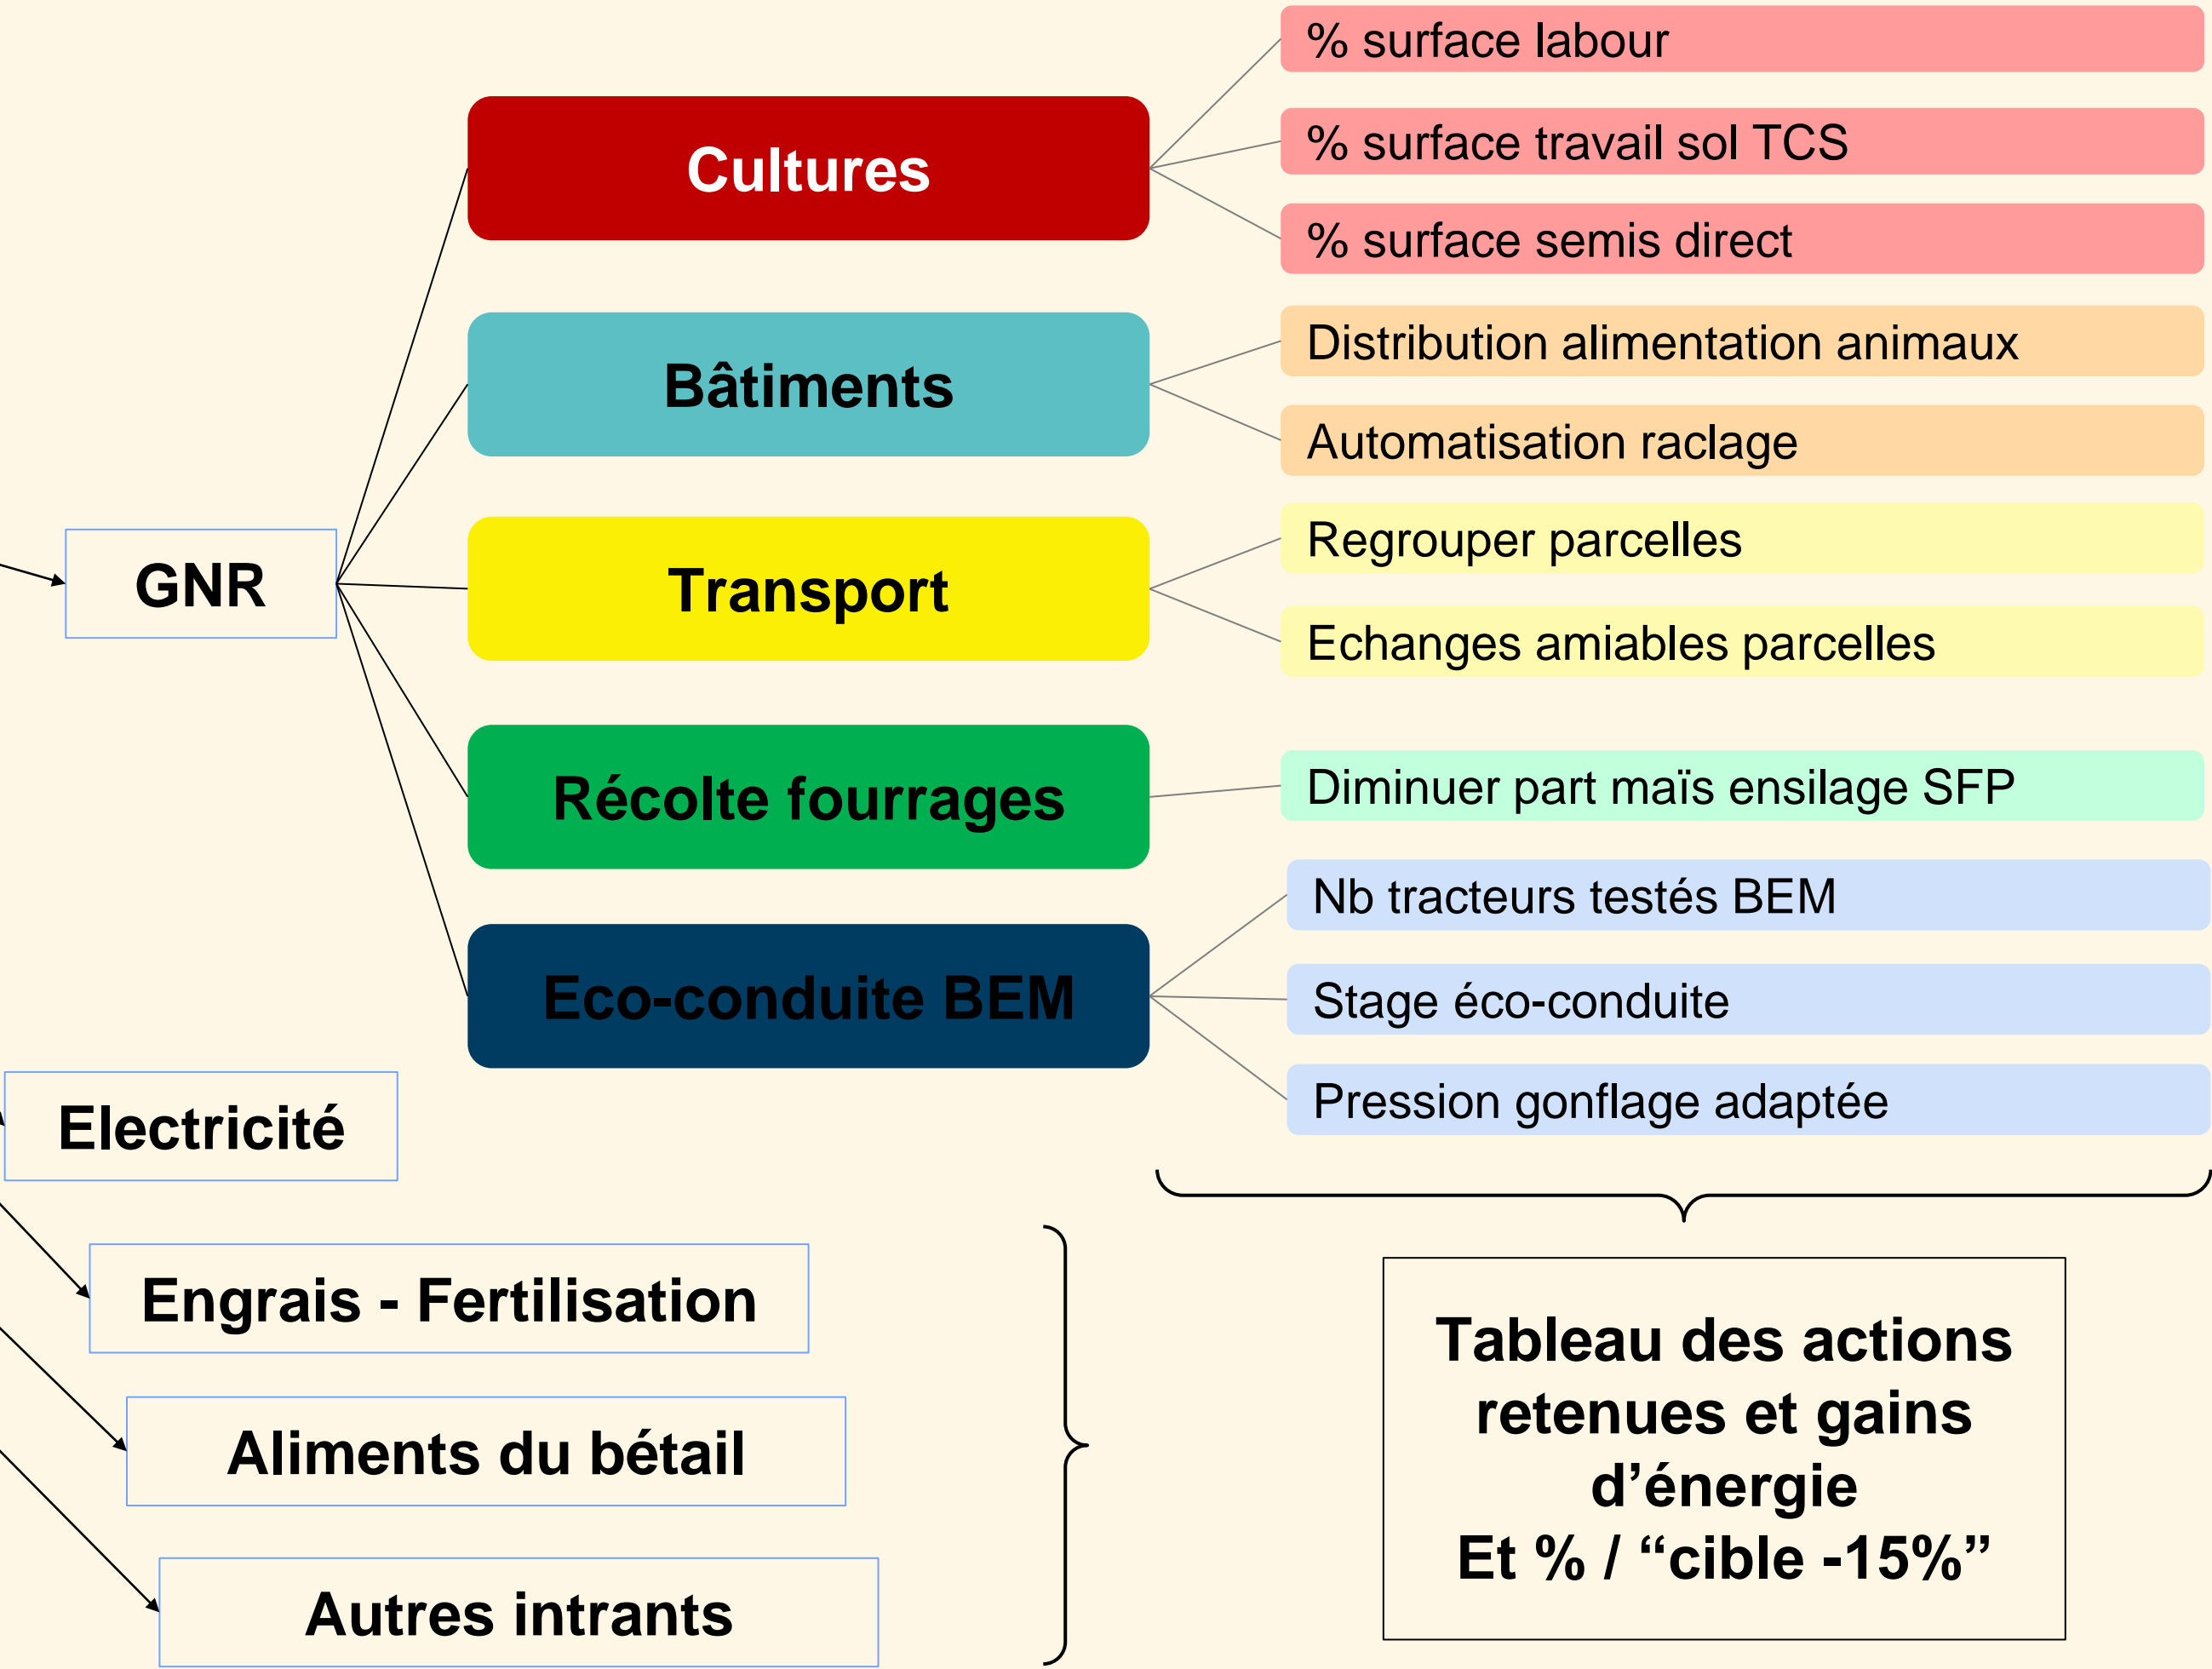 GNR
Cultures
% surface labour
% surface travail sol TCS
% surface semis direct
Bâtiments
Distribution alimentation animaux
Automatisation raclage
Transport
Regrouper parcelles
Echanges amiables parcelles
Récolte fourrages
Diminuer part maïs ensilage SFP
Eco-conduite BEM
Nb tracteurs testés BEM
Stage éco-conduite
Pression gonflage adaptée
Electricité
Engrais - Fertilisation
Aliments du bétail
Autres intrants
Tableau des actions
retenues et gains
d’énergie
Et % / “cible -15%”